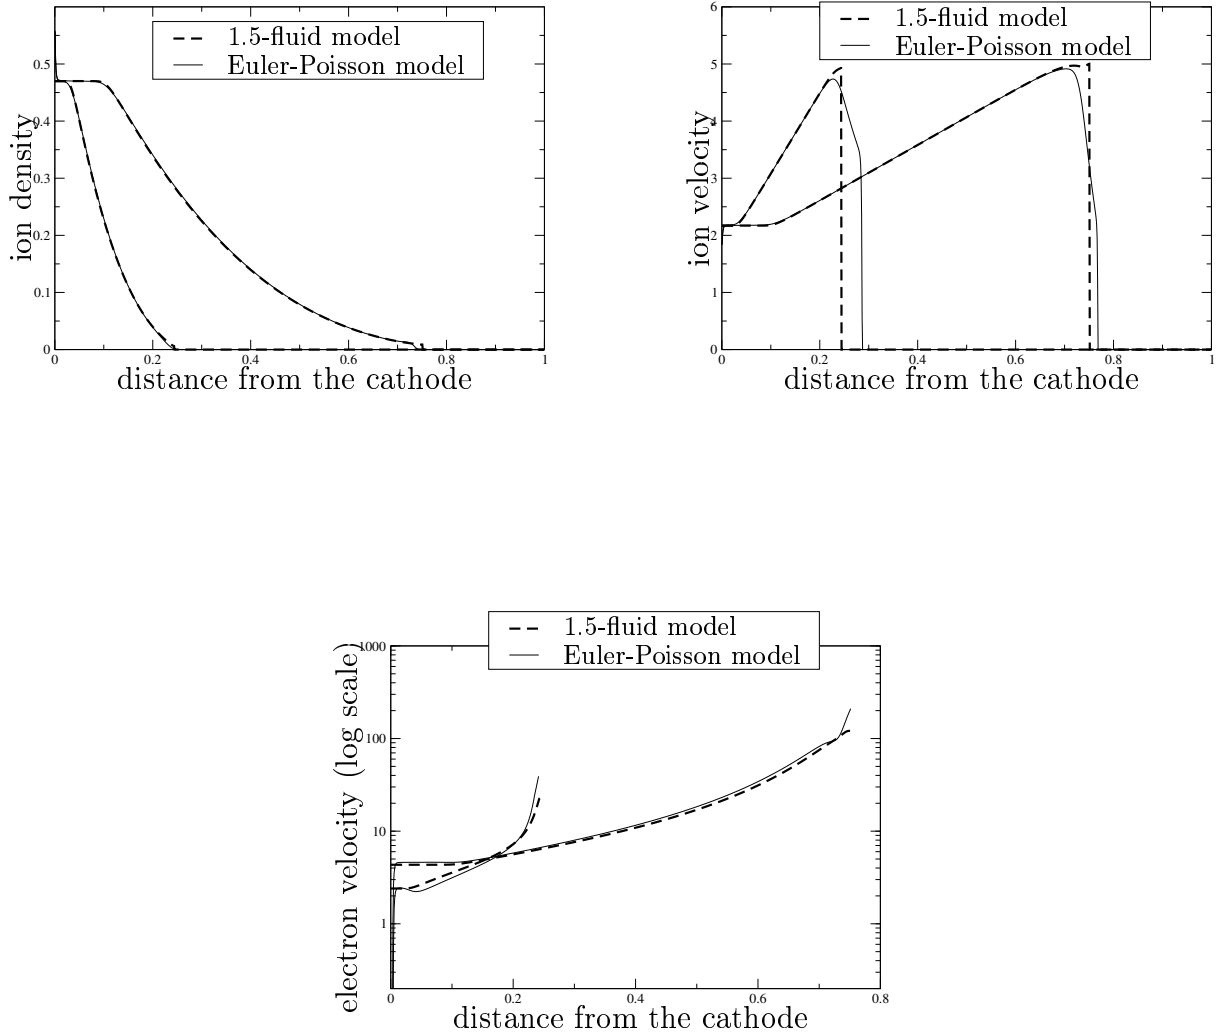 1.5-fluid model
Euler-Poisson model
ion density
0.5
0.4
0.3
0.2
0.1
0
0 0.2 0.4 0.6 0.8 1
distance from the cathode
1.5-fluid model
Euler-Poisson model
ion velocity
6
5
4
3
2
1
0
0 0.2 0.4 0.6 0.8 1
distance from the cathode
1.5-fluid model
Euler-Poisson model
electron velocity (log scale)
1000
100
10
1
0 0.2 0.4 0.6 0.8
distance from the cathode